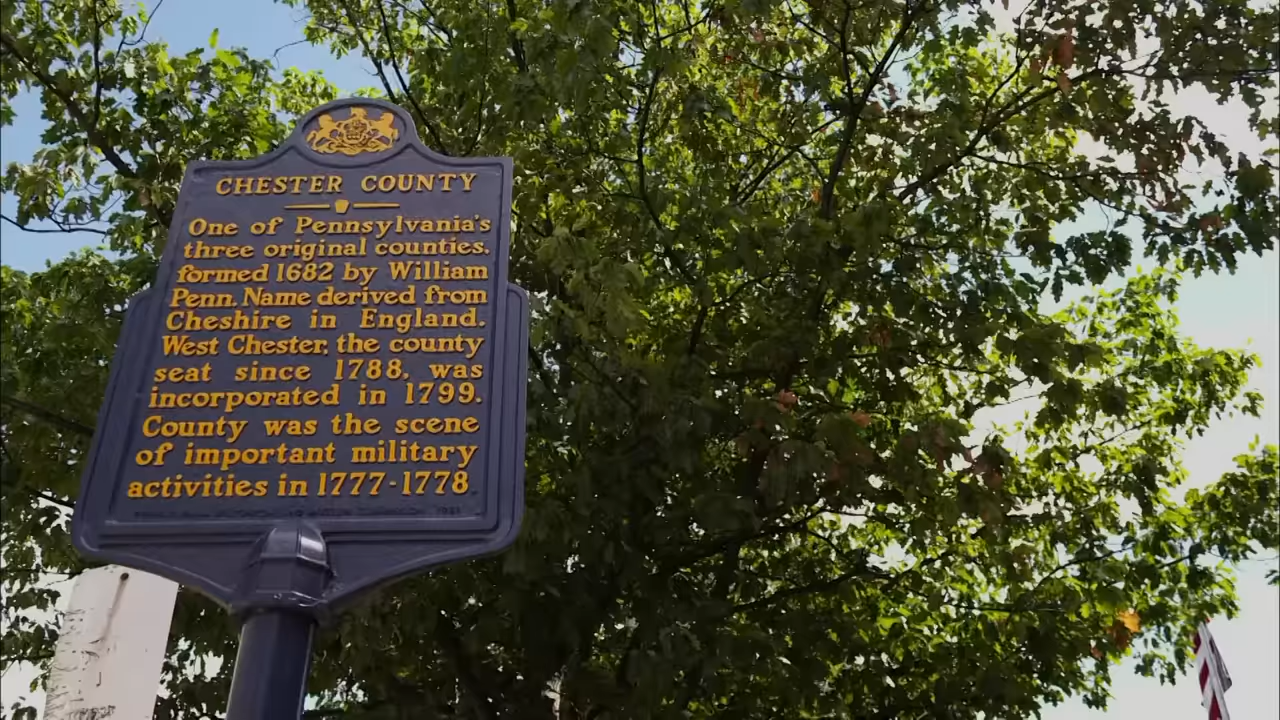 CHESTER COUNTY
One of Pennsylvania's
three original counties.
formed 1682 by William
Penn. Name derived from
Cheshire in England.
West Chester, the county
seat since 1788, was
incorporated in 1799.
County was the scene
of important military
activities in 1777-1778